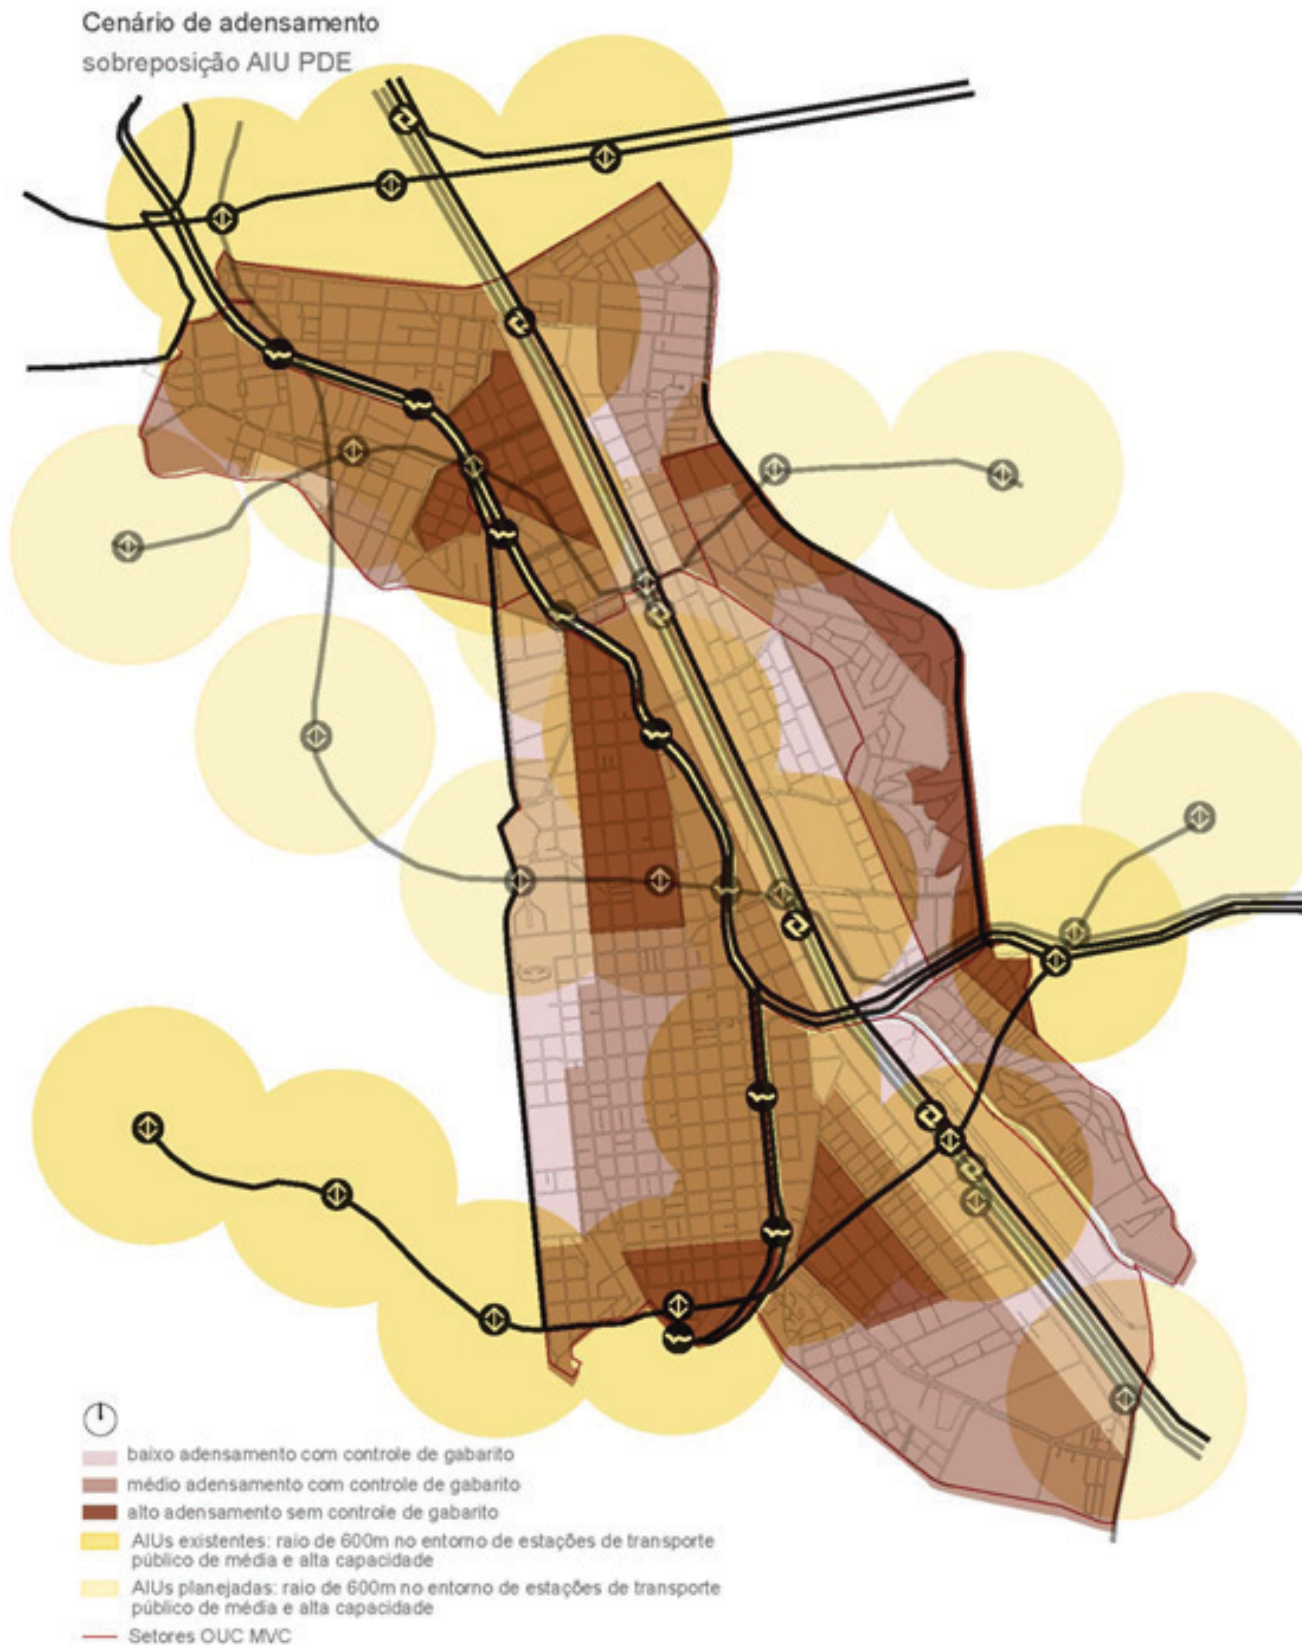 Cenário de adensamento
sobreposição AIU PDE
baixo adensamento com controle de gabarito
médio adensamento com controle de gabarito
alto adensamento sem controle de gabarito
AIUs existentes: raio de 600m no entorno de estações de transporte
público de média e alta capacidade
AIUs planejadas: raio de 600m no entorno de estações de transporte
público de média e alta capacidade
Setores OUC MVC